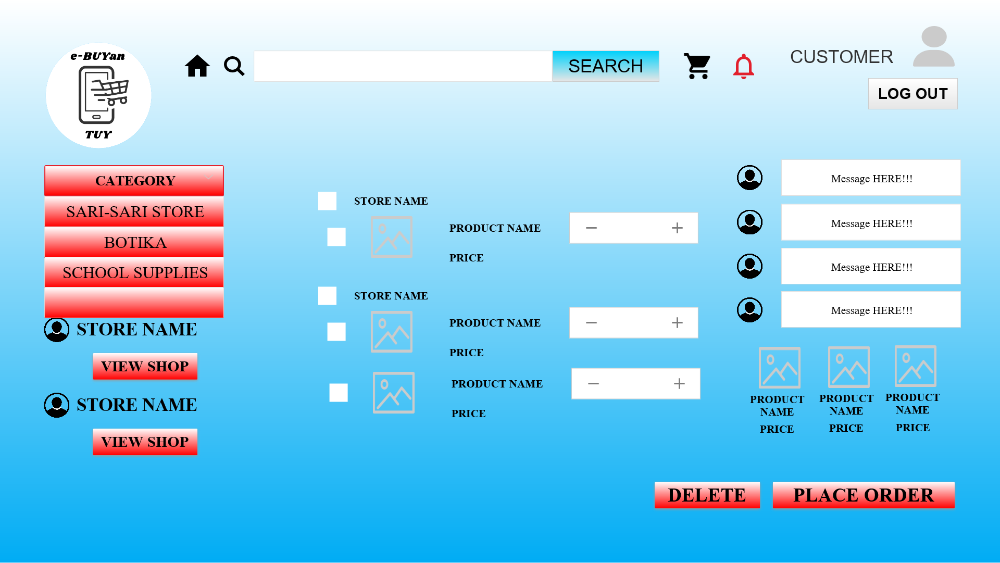 e-BUYan
TUY
SEARCH
CUSTOMER
LOG OUT
CATEGORY
SARI-SARI STORE
BOTIKA
SCHOOL SUPPLIES
STORE NAME
VIEW SHOP
STORE NAME
VIEW SHOP
STORE NAME
PRODUCT NAME
PRICE
STORE NAME
PRODUCT NAME
PRICE
PRODUCT NAME
PRICE
Message HERE!!!
Message HERE!!!
Message HERE!!!
Message HERE!!!
PRODUCT
NAME
PRICE
PRODUCT
NAME
PRICE
PRODUCT
NAME
PRICE
DELETE
PLACE ORDER